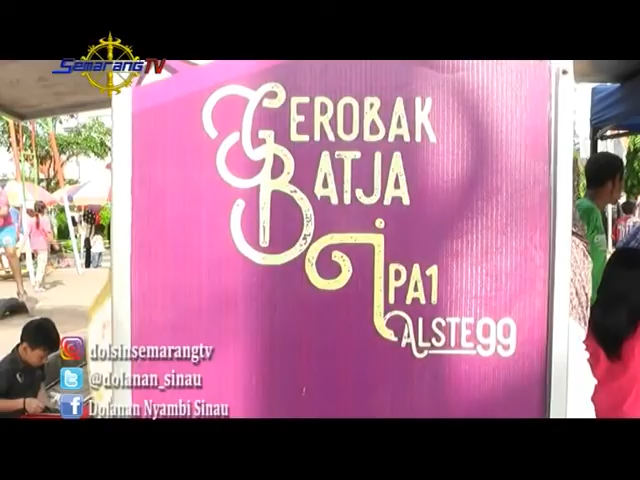 SemarangTV
GEROBAK
BATJA
IPA1
ALSTE99
dolsinsemarangtv
@dolanan_sinau
Dolanan Nyambi Sinau